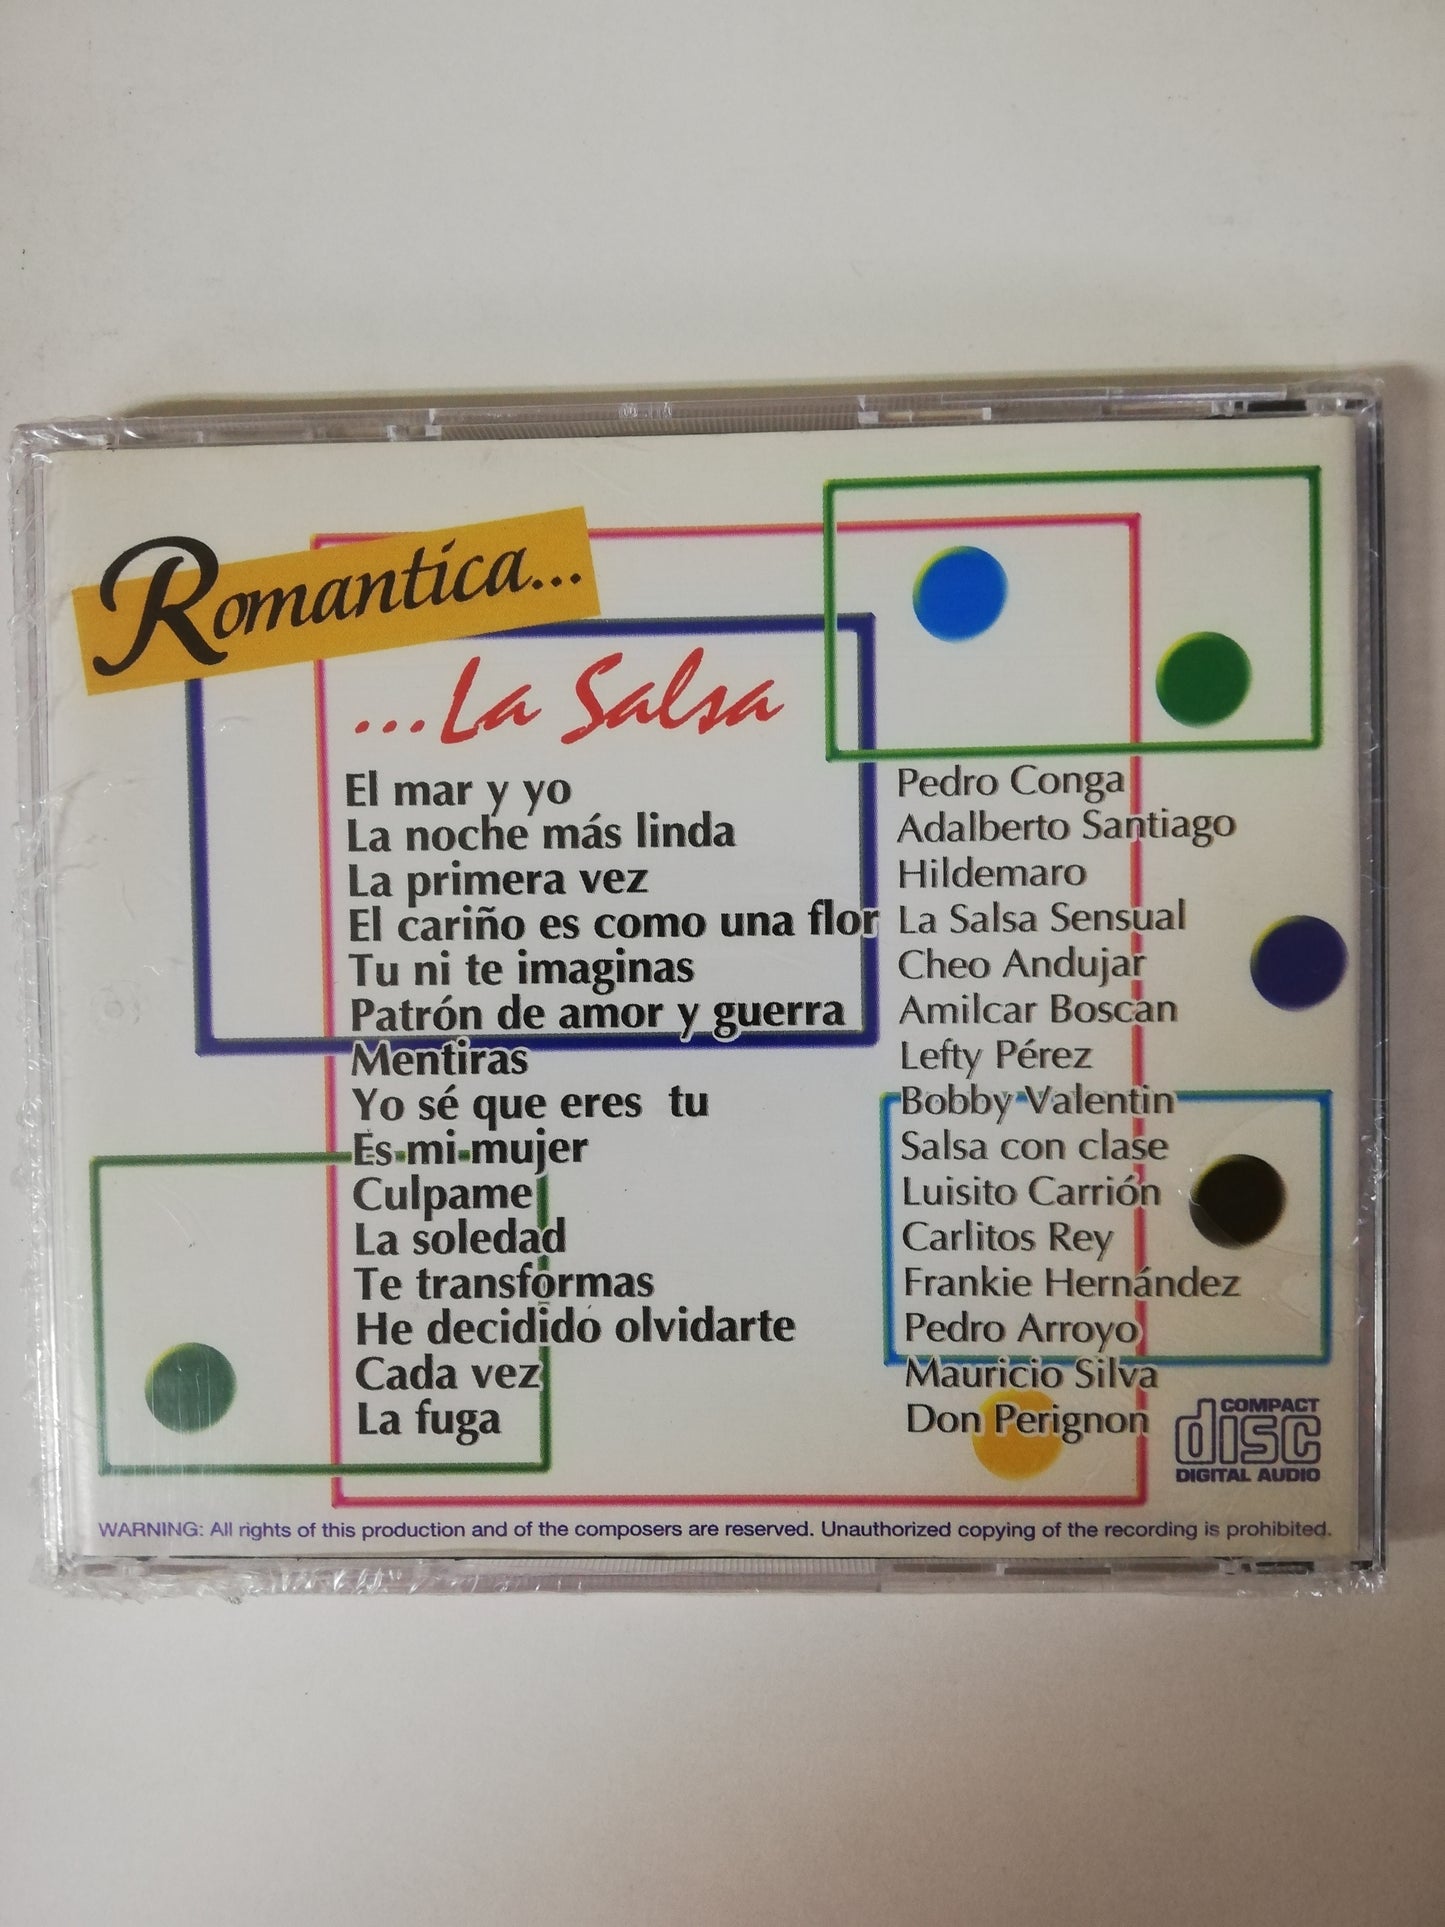 Romantica...
...La Salsa
El mar y yo Pedro Conga
La noche más linda Adalberto Santiago
La primera vez Hildemaro
El cariño es como una flor La Salsa Sensual
Tu ni te imaginas Cheo Andujar
Patrón de amor y guerra Amilcar Boscan
Mentiras Lefty Pérez
Yo sé que eres tu Bobby Valentin
Es mi mujer Salsa con clase
Culpame Luisito Carrión
La soledad Carlitos Rey
Te transformas Frankie Hernández
He decidido olvidarte Pedro Arroyo
Cada vez Mauricio Silva
La fuga Don Perignon
COMPACT
disc
DIGITAL AUDIO
WARNING: All rights of this production and of the composers are reserved. Unauthorized copying of the recording is prohibited.